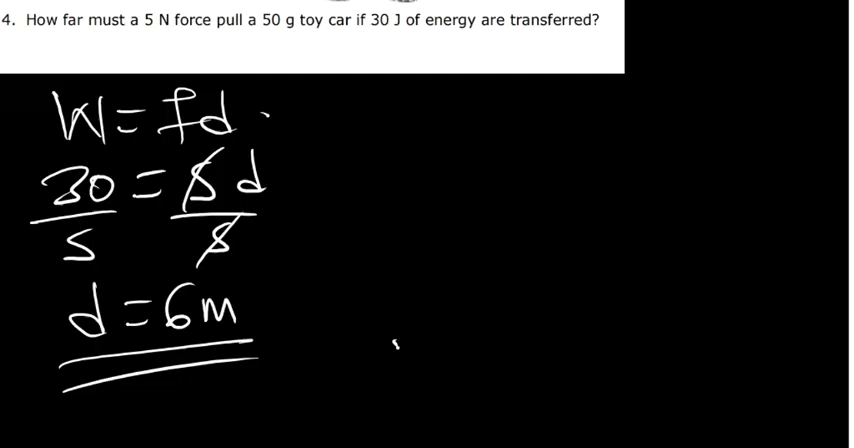 4. How far must a 5 N force pull a 50 g toy car if 30 J of energy are transferred?
W = fd.
30 = 5 d
5 5
d = 6m